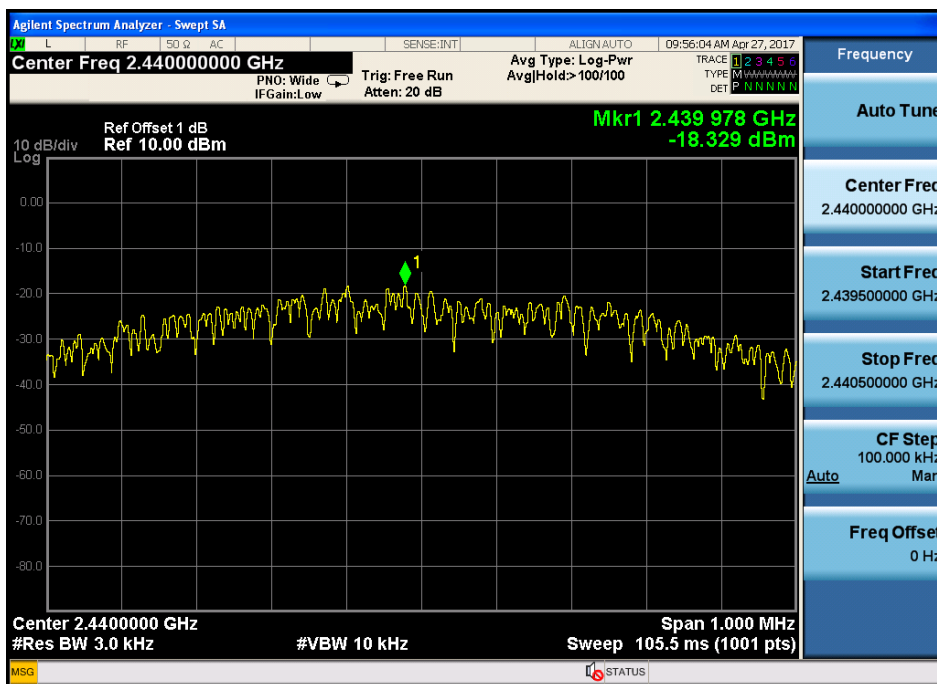 Agilent Spectrum Analyzer - Swept SA
LXI L RF 50 Ω AC SENSE:INT ALIGN AUTO 09:56:04 AM Apr 27, 2017
Center Freq 2.440000000 GHz
PNO: Wide
IFGain:Low
Trig: Free Run
Atten: 20 dB
Avg Type: Log-Pwr
Avg|Hold:>100/100
TRACE 1 2 3 4 5 6
TYPE M WWWWW
DET P N N N N N
Mkr1 2.439 978 GHz
-18.329 dBm
Ref Offset 1 dB
10 dB/div Ref 10.00 dBm
Log
0.00
-10.0
-20.0
-30.0
-40.0
-50.0
-60.0
-70.0
-80.0
1
Center 2.4400000 GHz Span 1.000 MHz
#Res BW 3.0 kHz #VBW 10 kHz Sweep 105.5 ms (1001 pts)
MSG STATUS
Frequency
Auto Tune
Center Freq
2.440000000 GHz
Start Freq
2.439500000 GHz
Stop Freq
2.440500000 GHz
CF Step
100.000 kHz
Auto Man
Freq Offset
0 Hz